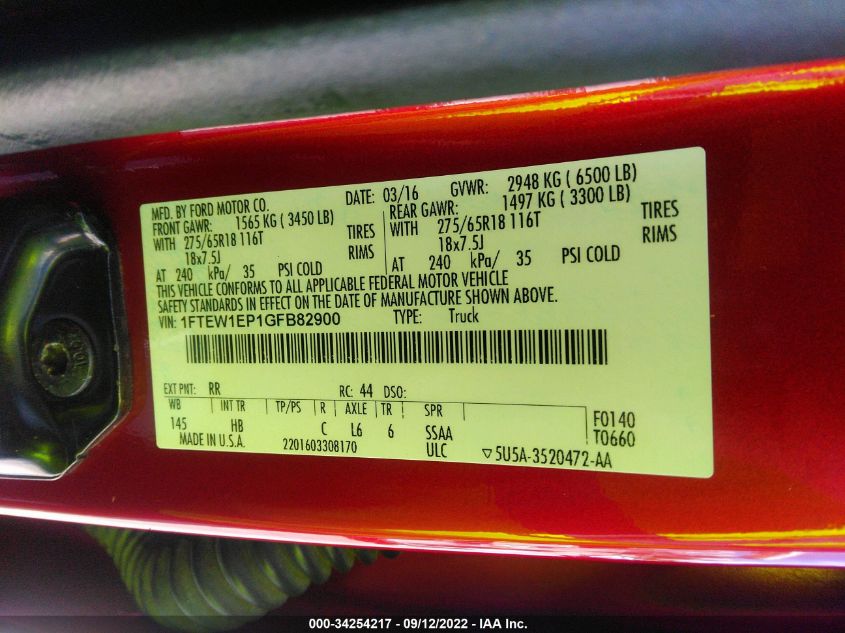 MFD. BY FORD MOTOR CO. DATE: 03/16 GVWR: 2948 KG ( 6500 LB)
FRONT GAWR: 1565 KG ( 3450 LB) REAR GAWR: 1497 KG ( 3300 LB)
WITH 275/65R18 116T TIRES WITH 275/65R18 116T TIRES
18x7.5J RIMS 18x7.5J RIMS
AT 240 kPa/ 35 PSI COLD AT 240 kPa/ 35 PSI COLD
THIS VEHICLE CONFORMS TO ALL APPLICABLE FEDERAL MOTOR VEHICLE
SAFETY STANDARDS IN EFFECT ON THE DATE OF MANUFACTURE SHOWN ABOVE.
VIN: 1FTEW1EP1GFB82900 TYPE: Truck
EXT PNT: RR RC: 44 DSO:
WB INT TR TP/PS R AXLE TR SPR
145 HB C L6 6 SSAA F0140
MADE IN U.S.A. 2201603308170 ULC T0660
▽5U5A-3520472-AA
000-34254217 - 09/12/2022 - IAA Inc.